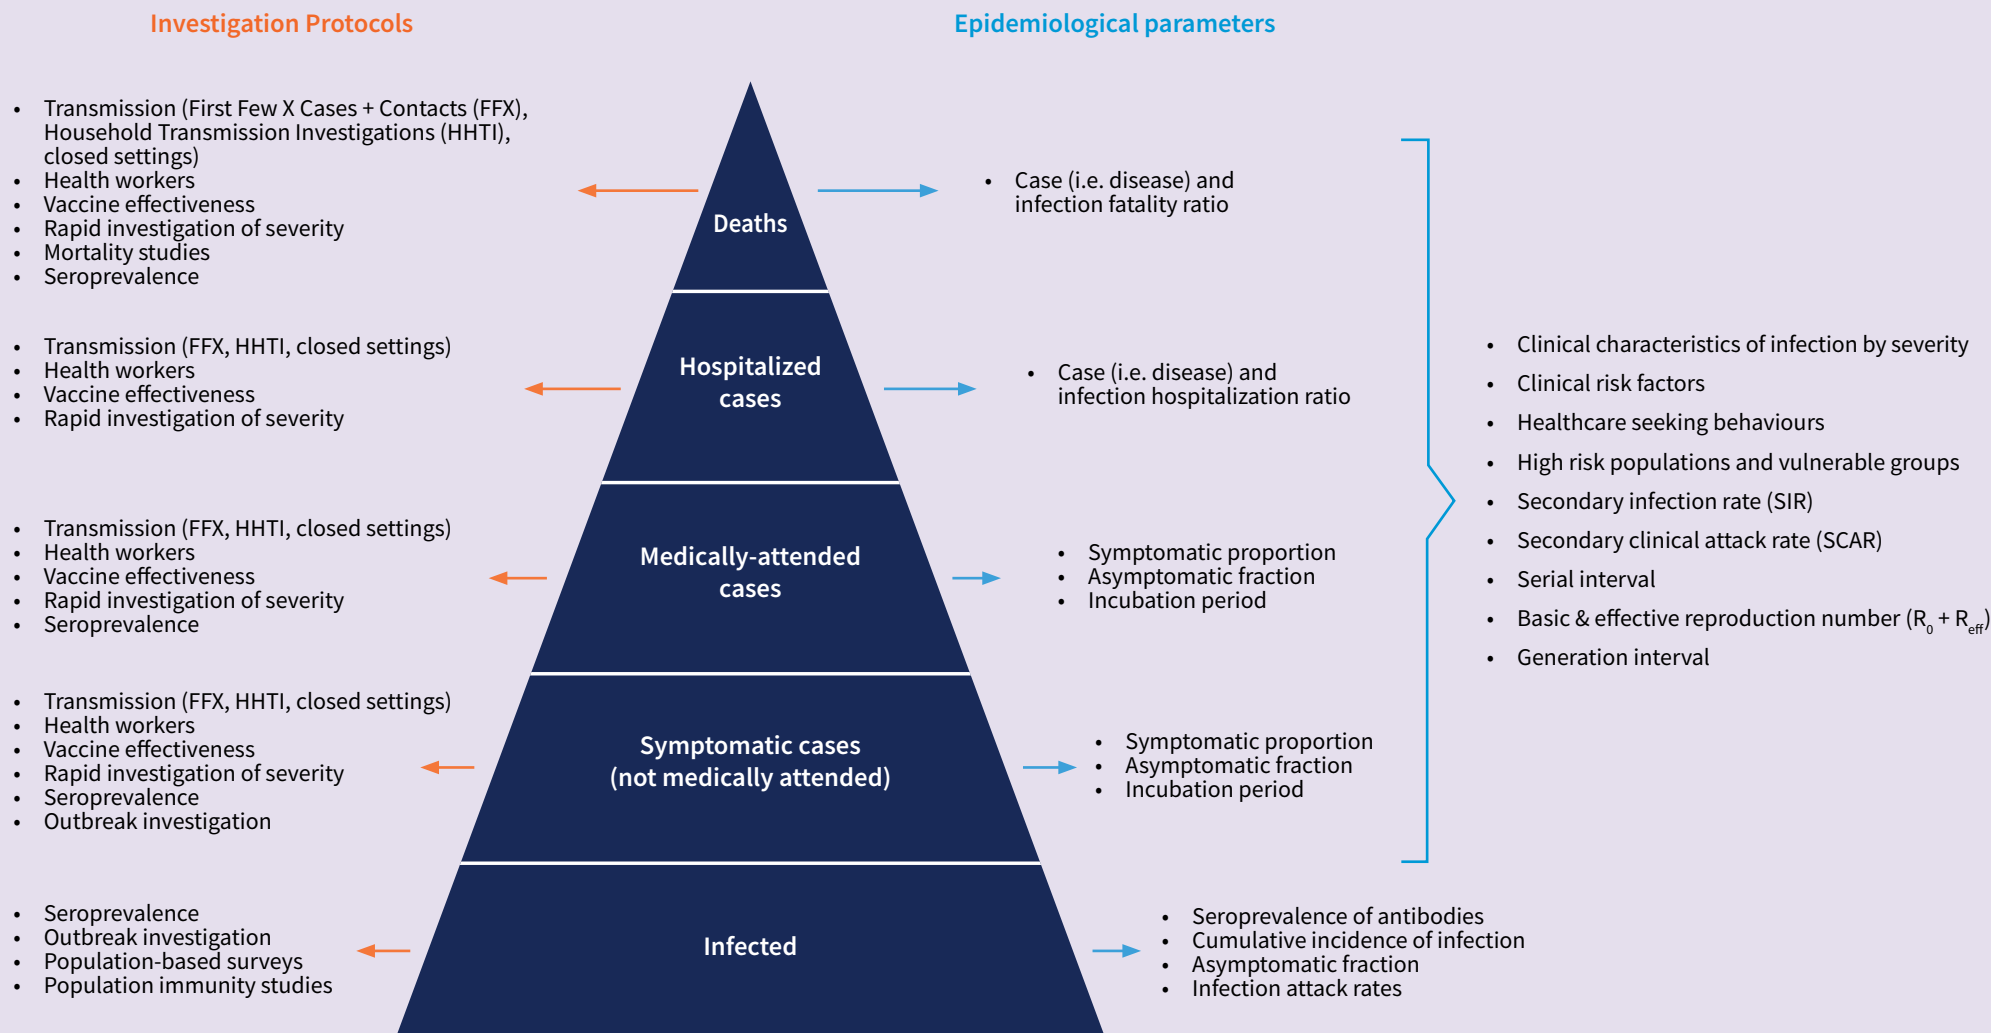 Investigation Protocols
Epidemiological parameters
• Transmission (First Few X Cases + Contacts (FFX),
Household Transmission Investigations (HHTI),
closed settings)
• Health workers
• Vaccine effectiveness
• Rapid investigation of severity
• Mortality studies
• Seroprevalence
Deaths
• Case (i.e. disease) and
infection fatality ratio
• Transmission (FFX, HHTI, closed settings)
• Health workers
• Vaccine effectiveness
• Rapid investigation of severity
Hospitalized
cases
• Case (i.e. disease) and
infection hospitalization ratio
• Transmission (FFX, HHTI, closed settings)
• Health workers
• Vaccine effectiveness
• Rapid investigation of severity
• Seroprevalence
Medically-attended
cases
• Symptomatic proportion
• Asymptomatic fraction
• Incubation period
• Transmission (FFX, HHTI, closed settings)
• Health workers
• Vaccine effectiveness
• Rapid investigation of severity
• Seroprevalence
• Outbreak investigation
Symptomatic cases
(not medically attended)
• Symptomatic proportion
• Asymptomatic fraction
• Incubation period
• Seroprevalence
• Outbreak investigation
• Population-based surveys
• Population immunity studies
Infected
• Seroprevalence of antibodies
• Cumulative incidence of infection
• Asymptomatic fraction
• Infection attack rates
• Clinical characteristics of infection by severity
• Clinical risk factors
• Healthcare seeking behaviours
• High risk populations and vulnerable groups
• Secondary infection rate (SIR)
• Secondary clinical attack rate (SCAR)
• Serial interval
• Basic & effective reproduction number (R0 + Reff)
• Generation interval